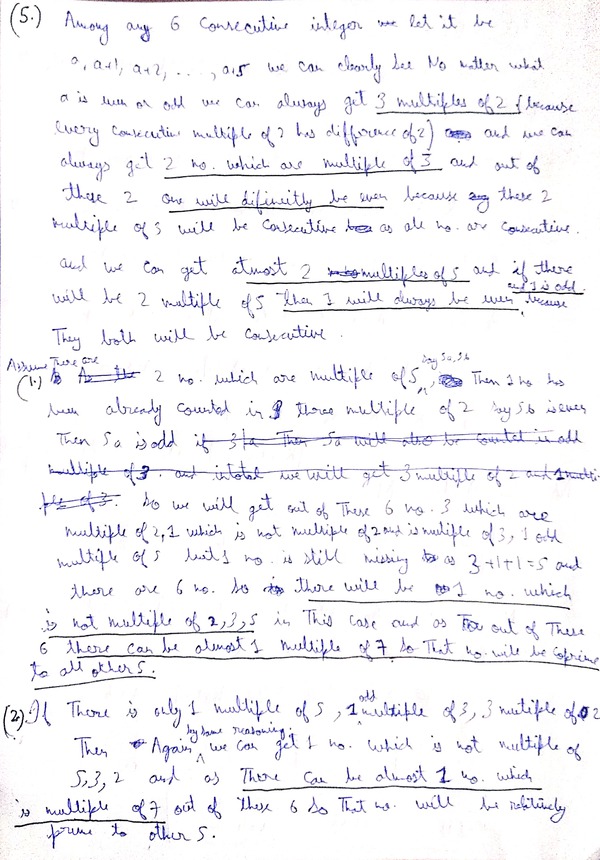 (5.) Among any 6 Consecutive integer we let it be
a, a+1, a+2, ..., a+5 we can clearly see No matter what
a is even or odd we can always get 3 multiples of 2 (because
every consecutive multiple of 2 has difference of 2) and we can
always get 2 no. which are multiple of 3 and out of
these 2 one will difinitly be even because these 2
multiple of 3 will be consecutive as all no. are consecutive.
and we can get atmost 2 multiples of 5 and if there
will be 2 multiple of 5 then 1 will always be even and 1 is odd, because
They both will be consecutive.
(1.) Assume There are 2 no. which are multiple of 5, say 5a, 5b Then 1 no has
been already counted in three multiple of 2 say 5b is even
Then 5a is odd if 3|a Then 5a will also be counted in odd
multiple of 3. and in total we will get 3 multiple of 2 and 1 multi-
ple of 3. So we will get out of These 6 no. 3 which are
multiple of 2, 1 which is not multiple of 2 and is multiple of 3, 1 odd
multiple of 5 but 1 no. is still missing as 3+1+1=5 and
there are 6 no. So there will be 1 no. which
is not multiple of 2,3,5 in This case and as out of These
6 there can be atmost 1 multiple of 7 So That no. will be coprime
to all other 5.
(2). If There is only 1 multiple of 5, 1 odd multiple of 3, 3 multiple of 2
Then Again by same reasoning, we can get 1 no. which is not multiple of
5,3,2 and as There can be atmost 1 no. which
is multiple of 7 out of these 6 So That no. will be relitively
prime to other 5.